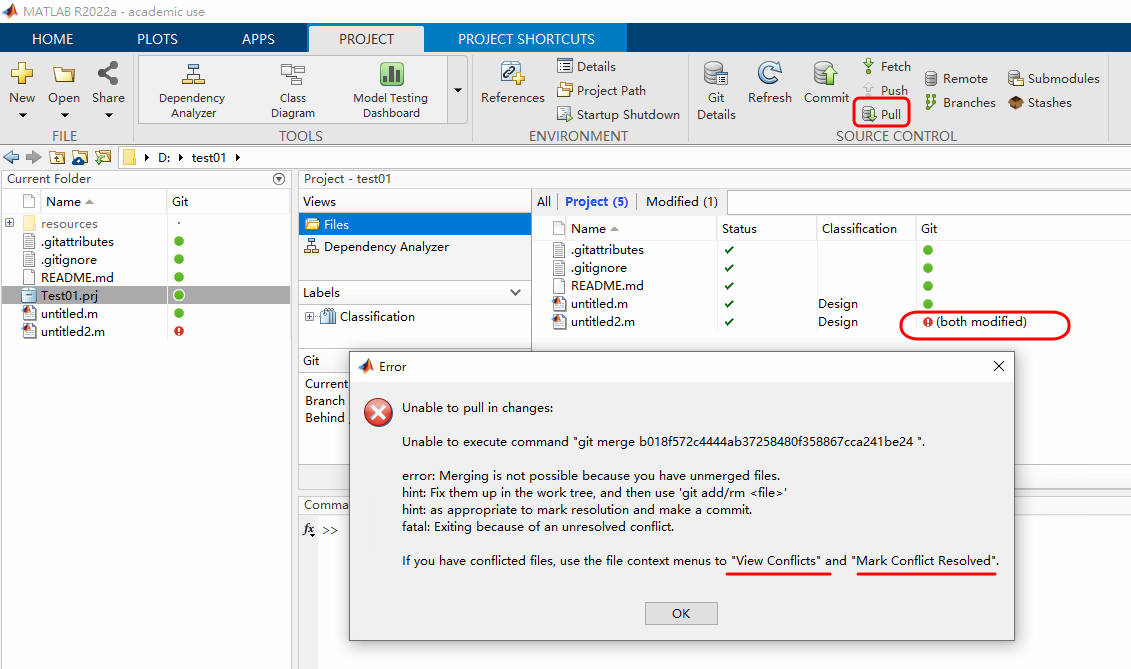 MATLAB R2022a - academic use
HOME PLOTS APPS PROJECT PROJECT SHORTCUTS
New Open Share
FILE
Dependency Analyzer
Class Diagram
Model Testing Dashboard
TOOLS
References
Details
Project Path
Startup Shutdown
ENVIRONMENT
Git Details
Refresh
Commit
Fetch
Push
Pull
Remote
Branches
Submodules
Stashes
SOURCE CONTROL
D: test01
Current Folder
Name Git
resources
.gitattributes
.gitignore
README.md
Test01.prj
untitled.m
untitled2.m
Project - test01
Views
Files
Dependency Analyzer
Labels
Classification
Git
Current
Branch
Behind
All Project (5) Modified (1)
Name Status Classification Git
.gitattributes
.gitignore
README.md
untitled.m Design
untitled2.m Design (both modified)
Comma
fx >>
Error
Unable to pull in changes:
Unable to execute command "git merge b018f572c4444ab37258480f358867cca241be24 ".
error: Merging is not possible because you have unmerged files.
hint: Fix them up in the work tree, and then use 'git add/rm <file>'
hint: as appropriate to mark resolution and make a commit.
fatal: Exiting because of an unresolved conflict.
If you have conflicted files, use the file context menus to "View Conflicts" and "Mark Conflict Resolved".
OK